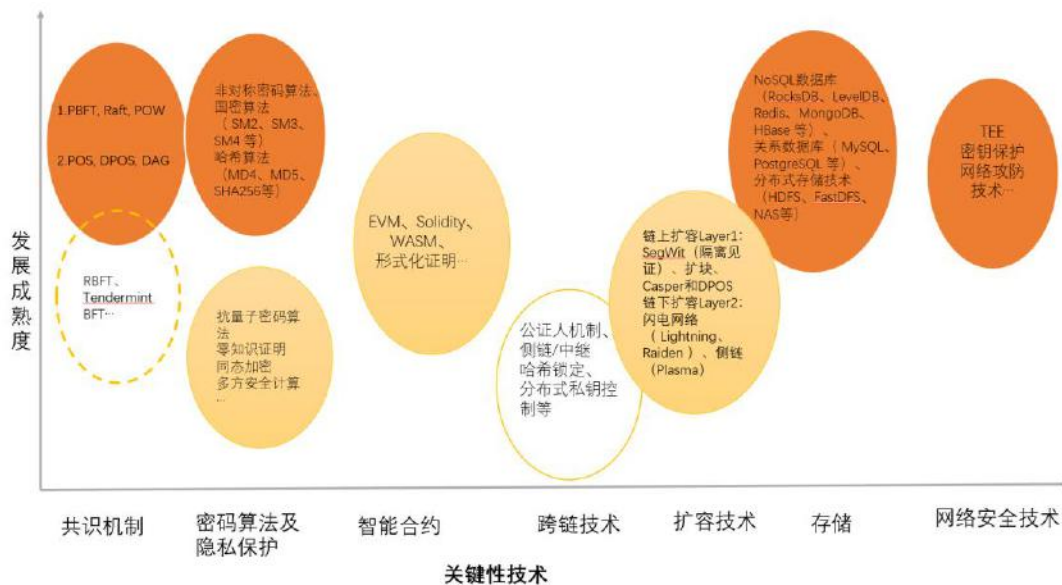 1.PBFT, Raft, POW
2.POS, DPOS, DAG
RBFT、
Tendermint
BFT…
非对称密码算法、
国密算法
（ SM2、SM3、
SM4 等）
哈希算法
（MD4、MD5、
SHA256等）
抗量子密码算
法
零知识证明
同态加密
多方安全计算
…
EVM、Solidity、
WASM、
形式化证明…
公证人机制、
侧链/中继
哈希锁定、
分布式私钥控
制等
链上扩容Layer1：
SegWit（隔离见
证）、扩块、
Casper和DPOS
链下扩容Layer2：
闪电网络
（ Lightning、
Raiden ）、侧链
（Plasma）
NoSQL数据库
（RocksDB、LevelDB、
Redis、MongoDB、
HBase 等）、
关系数据库（ MySQL、
PostgreSQL 等）、
分布式存储技术
（HDFS、FastDFS、
NAS等）
TEE
密钥保护
网络攻防
技术…
发展成熟度
共识机制
密码算法及
隐私保护
智能合约
跨链技术
扩容技术
存储
网络安全技术
关键性技术